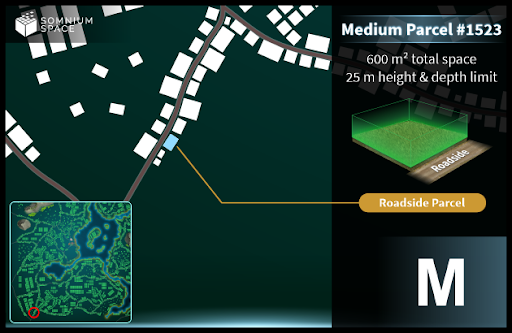 SOMNIUM
SPACE
Medium Parcel #1523
600 m² total space
25 m height & depth limit
Roadside
Roadside Parcel
M